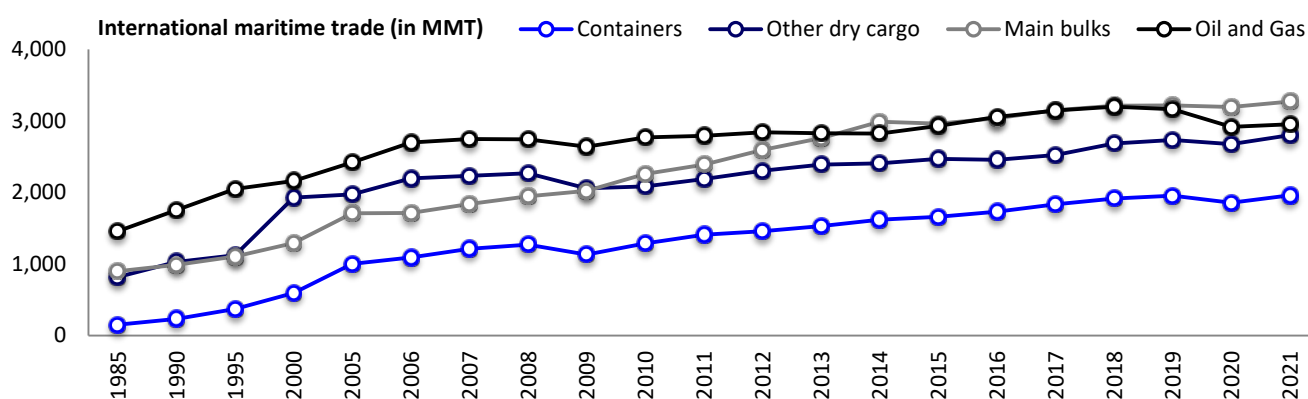 International maritime trade (in MMT) Containers Other dry cargo Main bulks Oil and Gas
4,000
3,000
2,000
1,000
0
1985 1990 1995 2000 2005 2006 2007 2008 2009 2010 2011 2012 2013 2014 2015 2016 2017 2018 2019 2020 2021